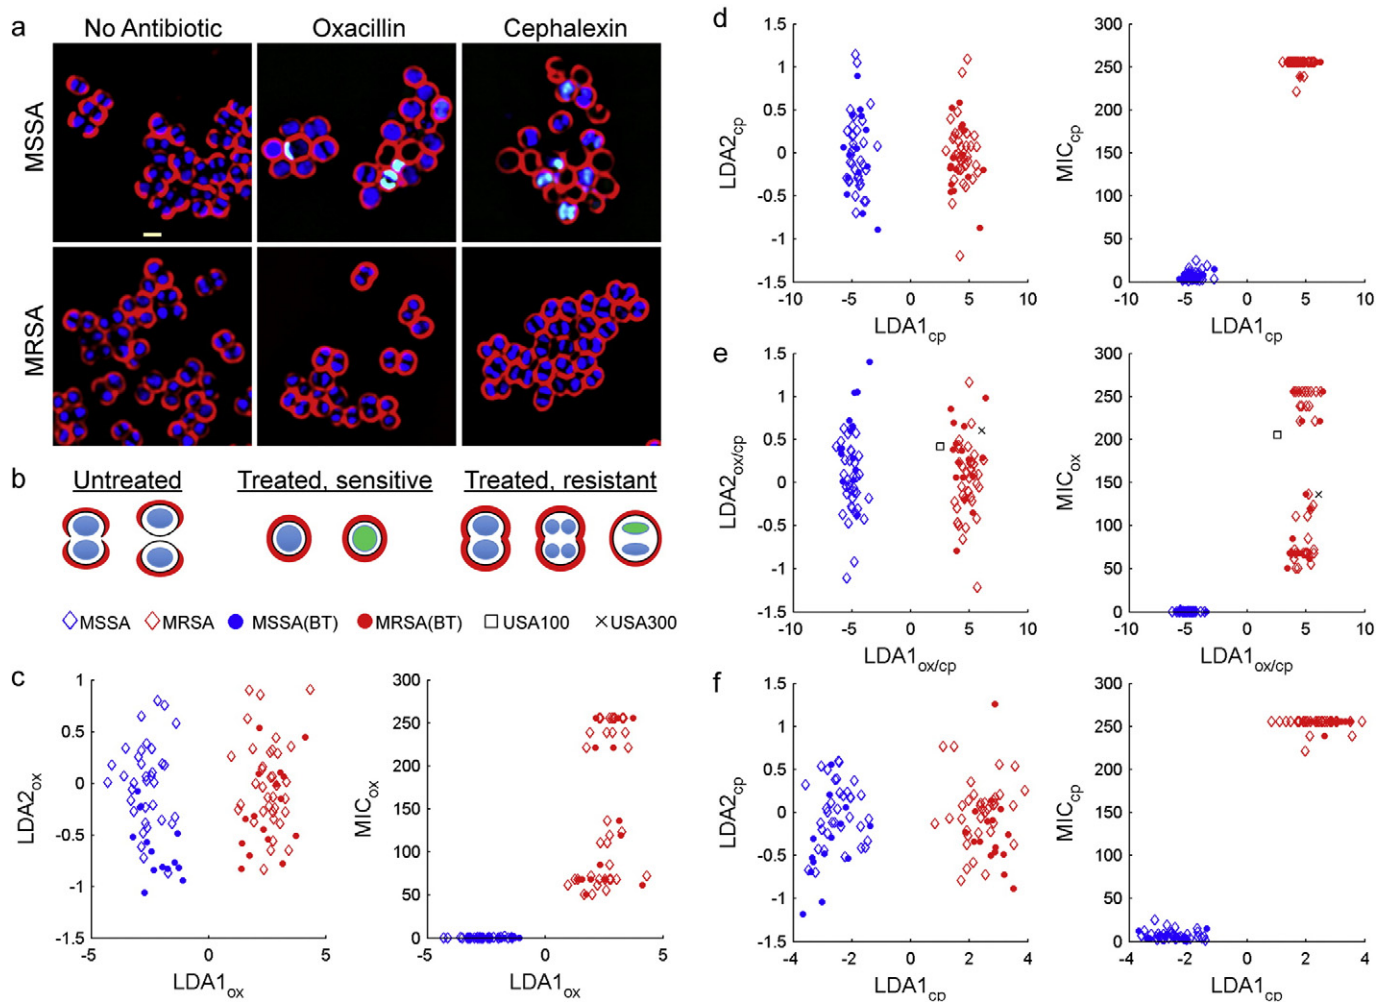 a
No Antibiotic Oxacillin Cephalexin
MSSA
MRSA
b
Untreated Treated, sensitive Treated, resistant
MSSA MRSA MSSA(BT) MRSA(BT) USA100 USA300
c
1
0.5
0
-0.5
-1
-1.5
LDA2ox
-5 0 5
LDA1ox
300
250
200
150
100
50
0
MICox
-5 0 5
LDA1ox
d
1.5
1
0.5
0
-0.5
-1
-1.5
LDA2cp
-10 -5 0 5 10
LDA1cp
300
250
200
150
100
50
0
MICcp
-10 -5 0 5 10
LDA1cp
e
1.5
1
0.5
0
-0.5
-1
-1.5
LDA2ox/cp
-10 -5 0 5 10
LDA1ox/cp
300
250
200
150
100
50
0
MICox
-10 -5 0 5 10
LDA1ox/cp
f
1.5
1
0.5
0
-0.5
-1
-1.5
LDA2cp
-4 -2 0 2 4
LDA1cp
300
250
200
150
100
50
0
MICcp
-4 -2 0 2 4
LDA1cp